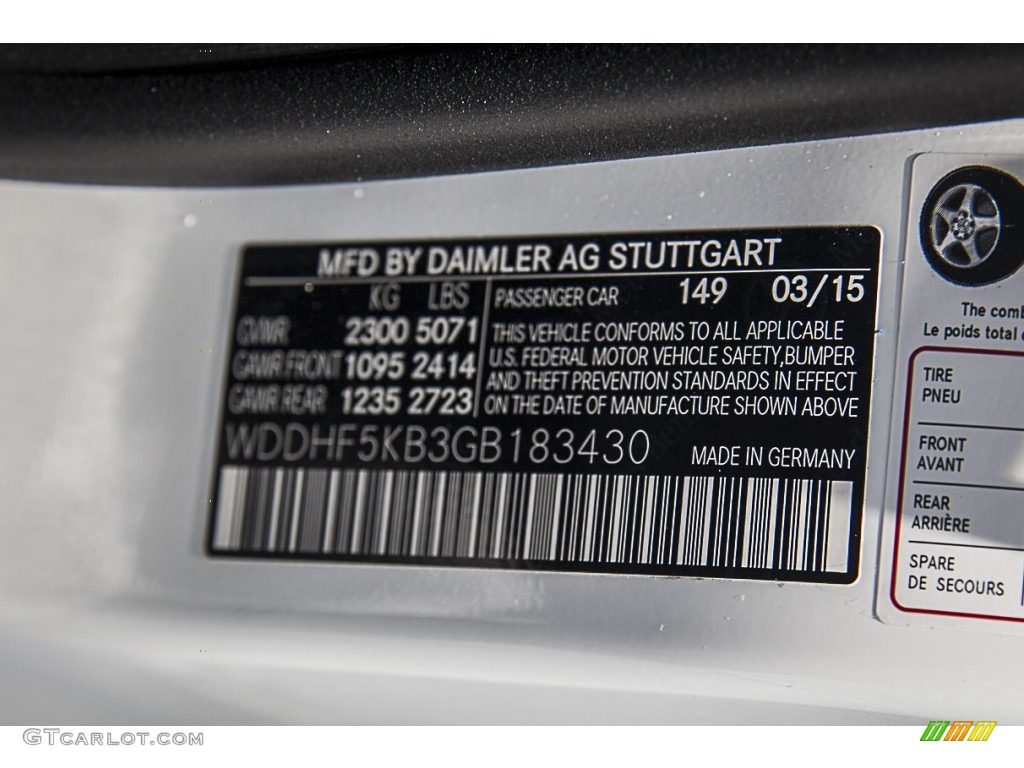 MFD BY DAIMLER AG STUTTGART
KG LBS
GVWR 2300 5071
GAWR FRONT 1095 2414
GAWR REAR 1235 2723
PASSENGER CAR 149 03/15
THIS VEHICLE CONFORMS TO ALL APPLICABLE
U.S. FEDERAL MOTOR VEHICLE SAFETY,BUMPER
AND THEFT PREVENTION STANDARDS IN EFFECT
ON THE DATE OF MANUFACTURE SHOWN ABOVE
WDDHF5KB3GB183430 MADE IN GERMANY
The
Le poids total
TIRE
PNEU
FRONT
AVANT
REAR
ARRIÈRE
SPARE
DE SECOURS
GTCARLOT.COM